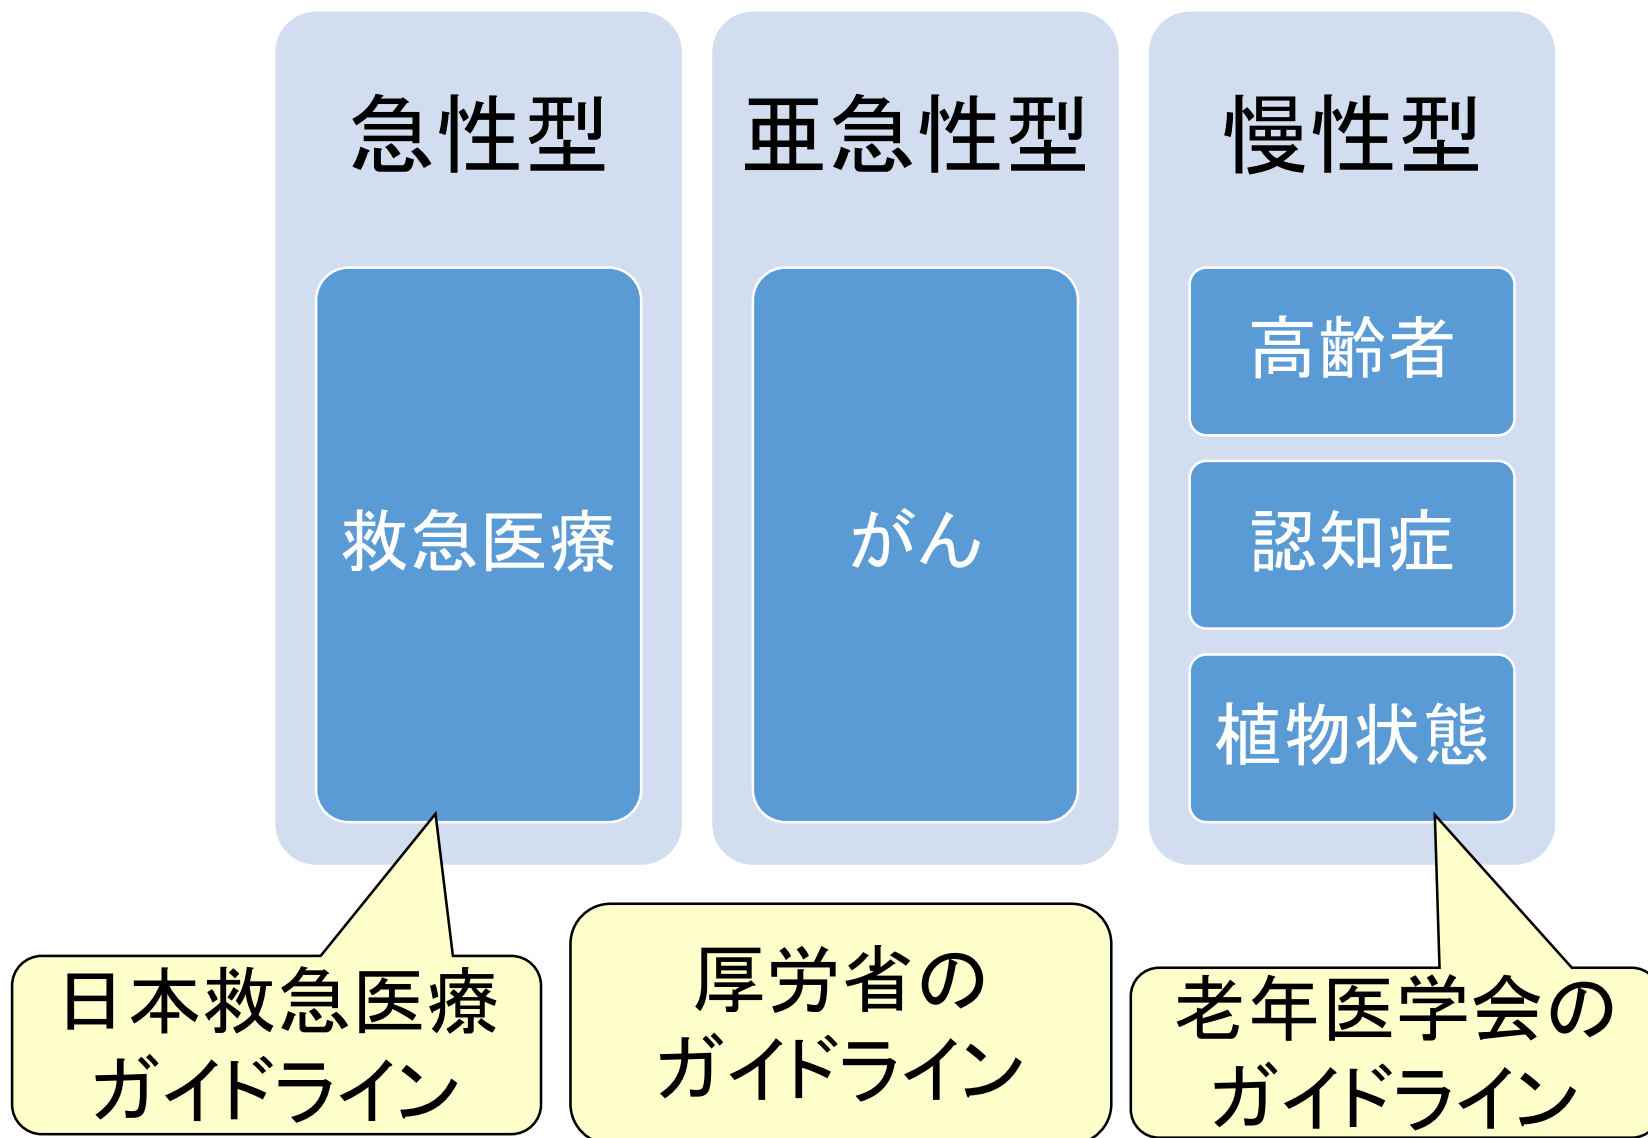 急性型
亜急性型
慢性型
救急医療
がん
高齢者
認知症
植物状態
日本救急医療
ガイドライン
厚労省の
ガイドライン
老年医学会の
ガイドライン